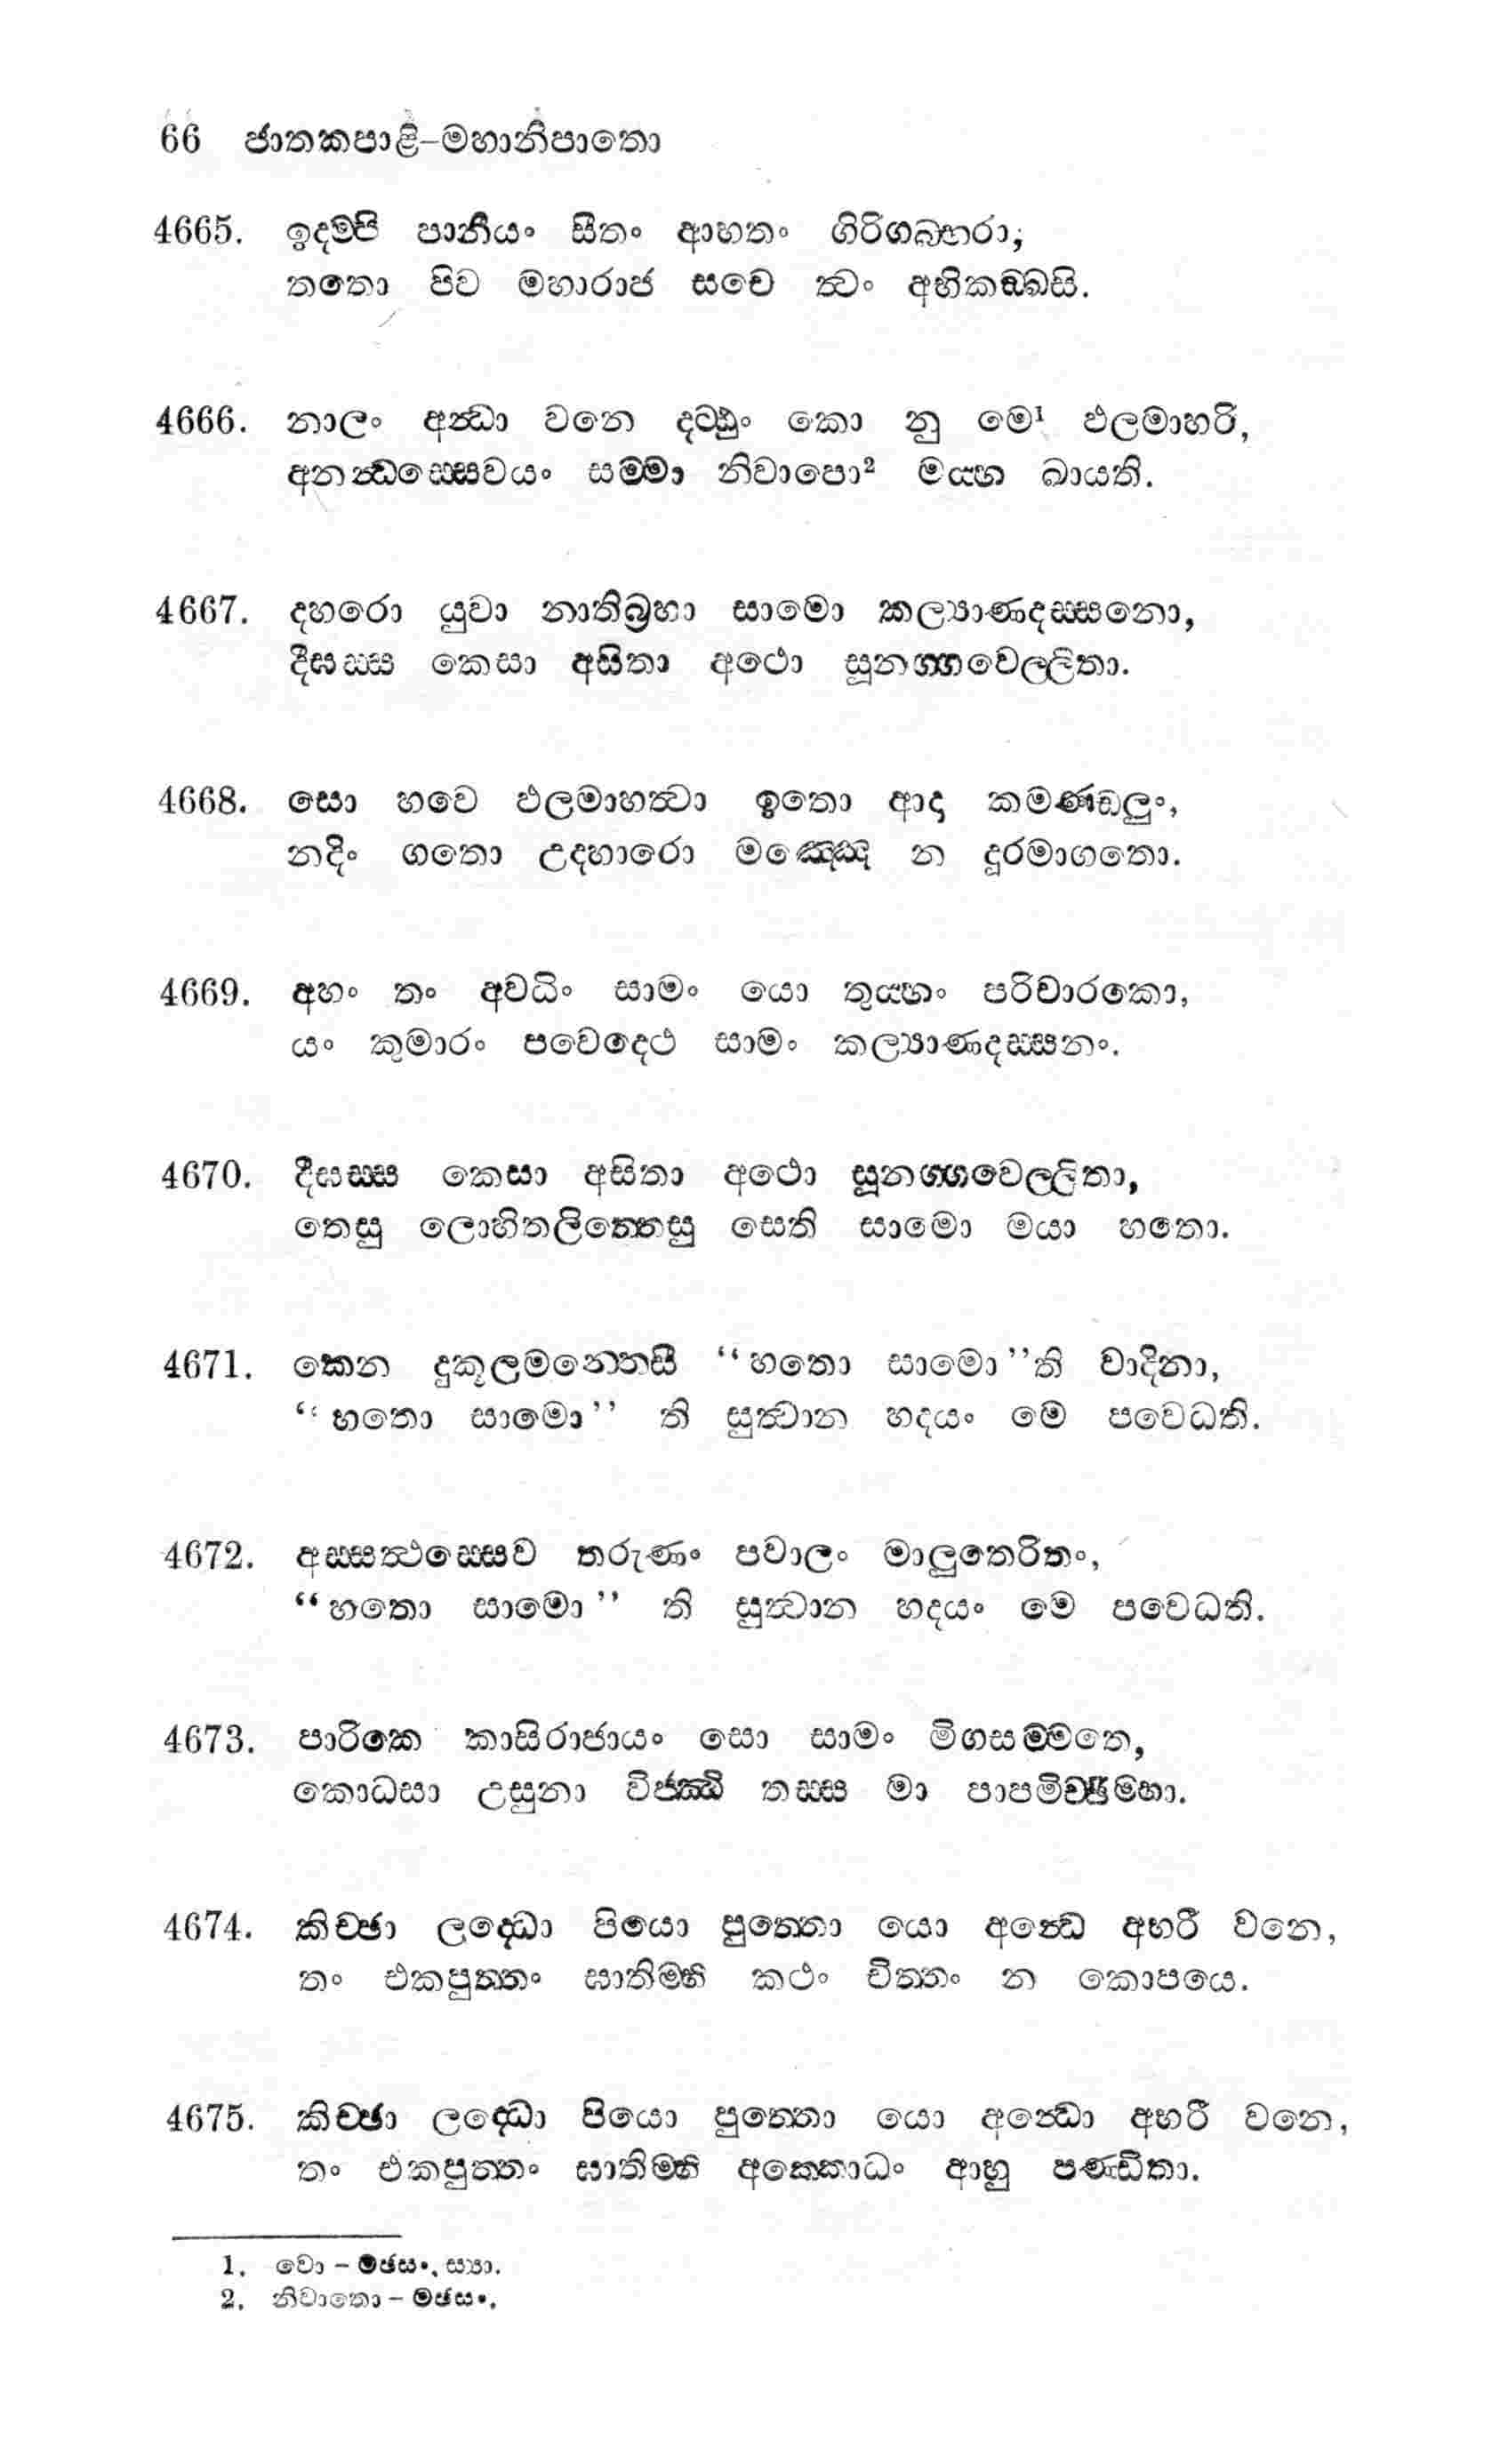 66 ජාතකපාළි–මහානිපාතො
4665. ඉදම්පි පානීයං සීතං ආහතං ගිරිගබ්භරා,
තතො පිව මහාරාජ සචෙ ත්‍වං අභිකඞ්ඛසි.
4666. නාලං අන්‍ධා වනෙ දට්ඨුං කො නු මෙ¹ ඵලමාහරි,
අනන්‍ධස්සෙවයං සම්මා නිවාපො² මය්හ ඛායති.
4667. දහරො යුවා නාතිබ්‍රහා සාමො කල්‍යාණදස්සනො,
දීඝස්ස කෙසා අසිතා අථො සූනග්ගවෙල්ලිතා.
4668. සො හවෙ ඵලමාහත්‍වා ඉතො ආදා කමණ්ඩලුං,
නදිං ගතො උදහාරො මඤ්ඤෙ න දූරමාගතො.
4669. අහං තං අවධිං සාමං යො තුය්හං පරිචාරකො,
යං කුමාරං පවෙදෙථ සාමං කල්‍යාණදස්සනං.
4670. දීඝස්ස කෙසා අසිතා අථො සූනග්ගවෙල්ලිතා,
තෙසු ලොහිතලිත්තෙසු සෙති සාමො මයා හතො.
4671. කෙන දුකූලමන්තෙසී “හතො සාමො”ති වාදිනා,
“හතො සාමො” ති සුත්‍වාන හදයං මෙ පවෙධති.
4672. අස්සත්‍ථස්සෙව තරුණං පවාලං මාලුතෙරිතං,
“හතො සාමො” ති සුත්‍වාන හදයං මෙ පවෙධති.
4673. පාරිකෙ කාසිරාජායං සො සාමං මිගසම්මතෙ,
කොධසා උසුනා විජ්ඣි තස්ස මා පාපමිච්ඡිම්හා.
4674. කිච්ඡා ලද්ධො පියො පුත්තො යො අන්‍ධෙ අභරී වනෙ,
තං එකපුත්තං ඝාතිම්හි කථං චිත්තං න කොපයෙ.
4675. කිච්ඡා ලද්ධො පියො පුත්තො යො අන්‍ධො අභරී වනෙ,
තං එකපුත්තං ඝාතිම්හි අක්කොධං ආහු පණ්ඩිතා.
1. වො – මඡසං, ස්‍යා.
2. නිවාතො – මඡසං,